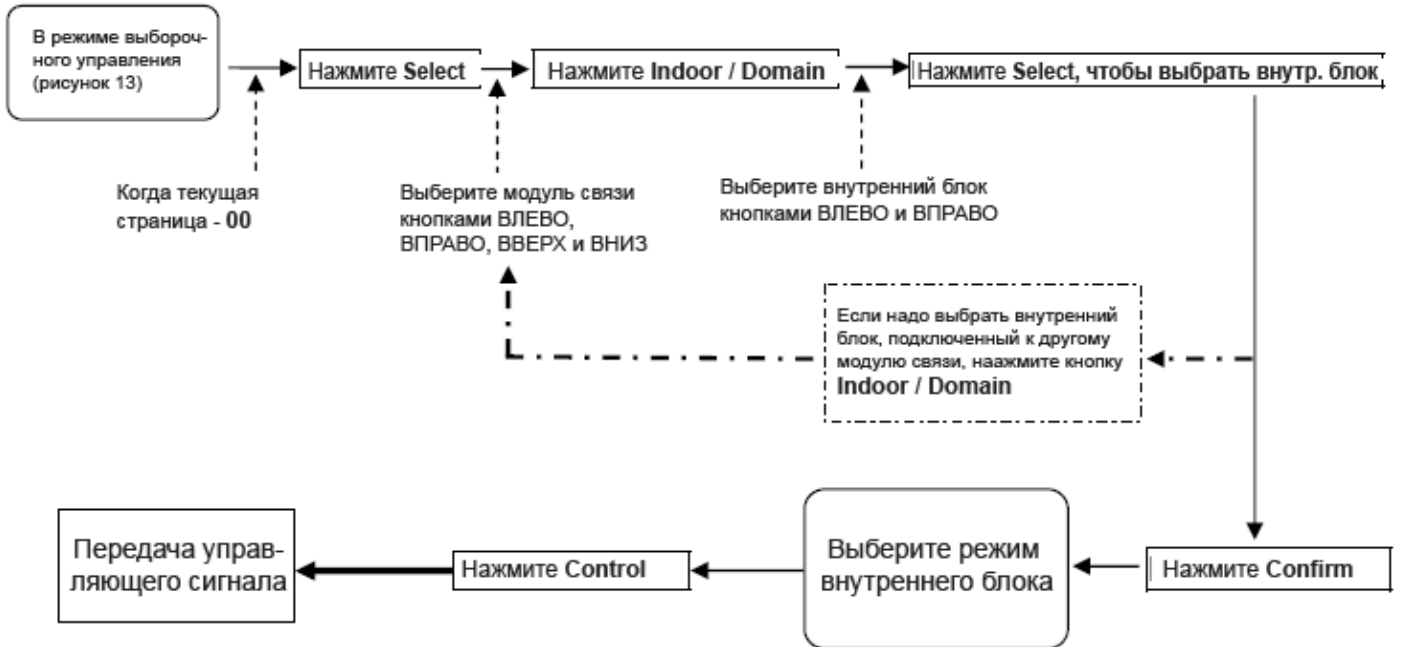 В режиме выбороч-
ного управления
(рисунок 13)
Нажмите Select
Нажмите Indoor / Domain
Нажмите Select, чтобы выбрать внутр. блок
Когда текущая
страница - 00
Выберите модуль связи
кнопками ВЛЕВО,
ВПРАВО, ВВЕРХ и ВНИЗ
Выберите внутренний блок
кнопками ВЛЕВО и ВПРАВО
Если надо выбрать внутренний
блок, подключенный к другому
модулю связи, наажмите кнопку
Indoor / Domain
Передача управ-
ляющего сигнала
Нажмите Control
Выберите режим
внутреннего блока
Нажмите Confirm